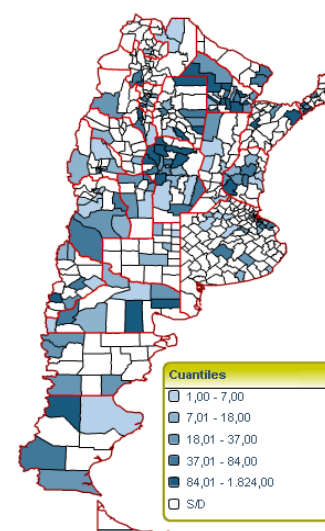 Cuantiles
1,00 - 7,00
7,01 - 18,00
18,01 - 37,00
37,01 - 84,00
84,01 - 1.824,00
S/D